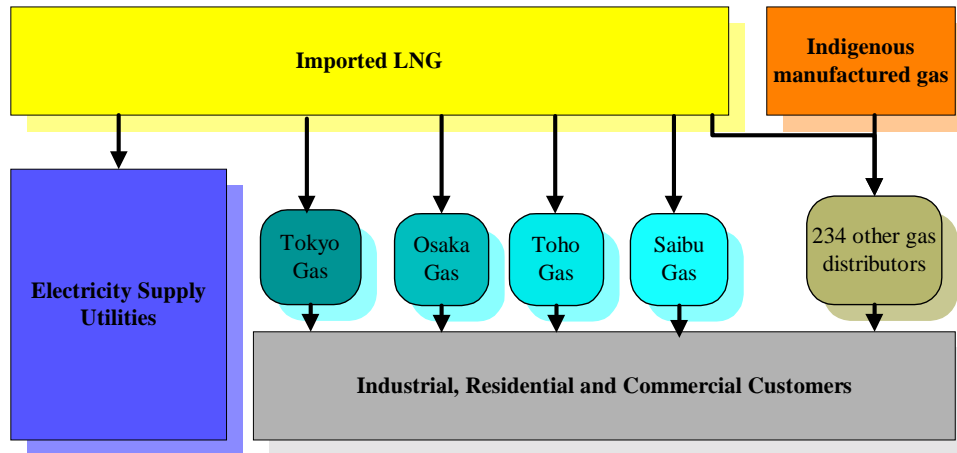 Imported LNG
Indigenous
manufactured gas
Tokyo
Gas
Osaka
Gas
Toho
Gas
Saibu
Gas
234 other gas
distributors
Electricity Supply
Utilities
Industrial, Residential and Commercial Customers